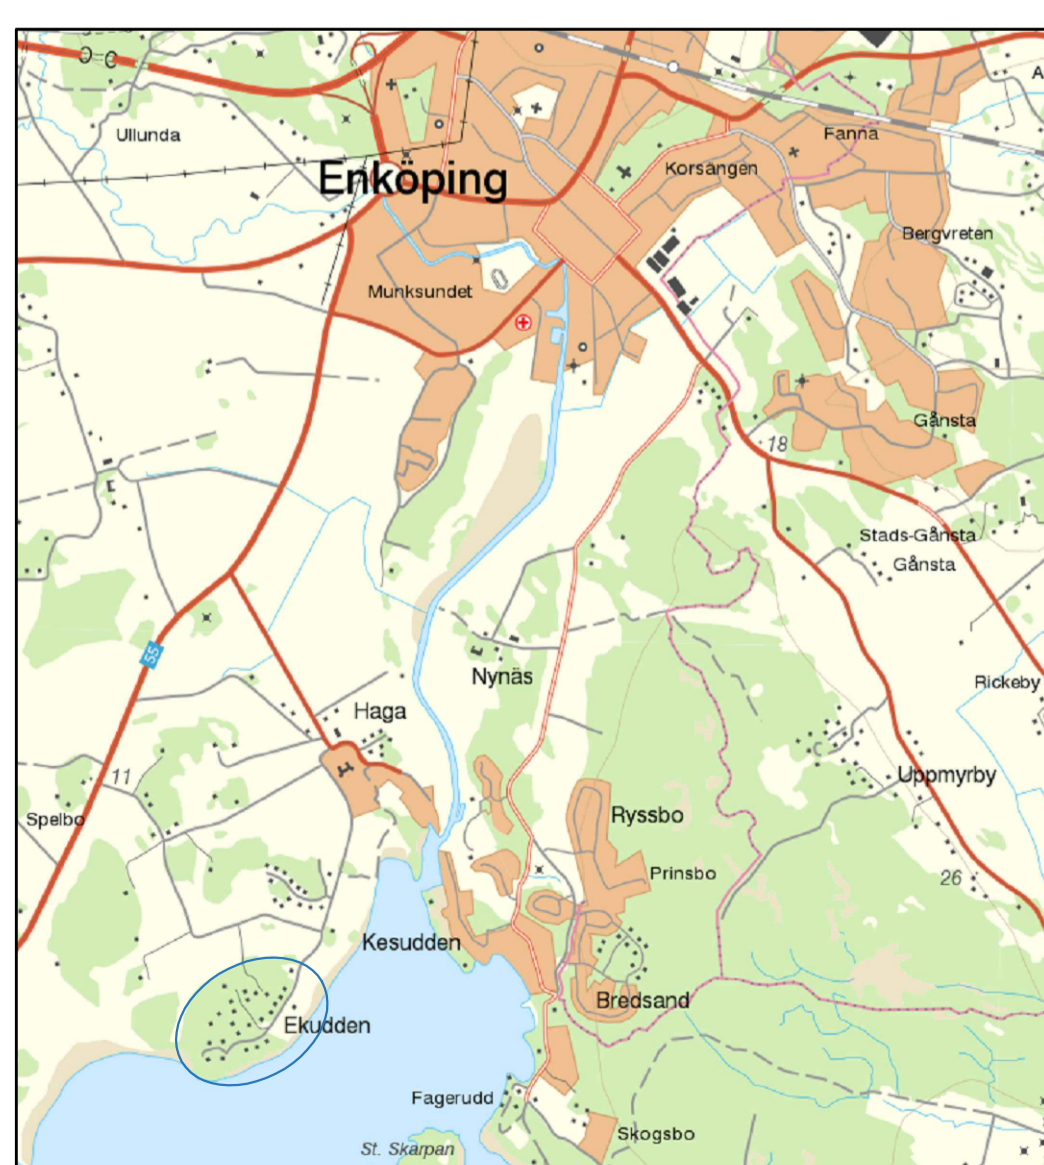 A
Ullunda
Fanna
Korsängen
Enköping
Bergvreten
Munksundet
Gånsta
18
Stads-Gånsta
Gånsta
55
Nynäs
Rickeby
Haga
11
Uppmyrby
Spelbo
Ryssbo
Prinsbo
26
Kesudden
Bredsand
Ekudden
Fagerudd
Skogsbo
St. Skarpan